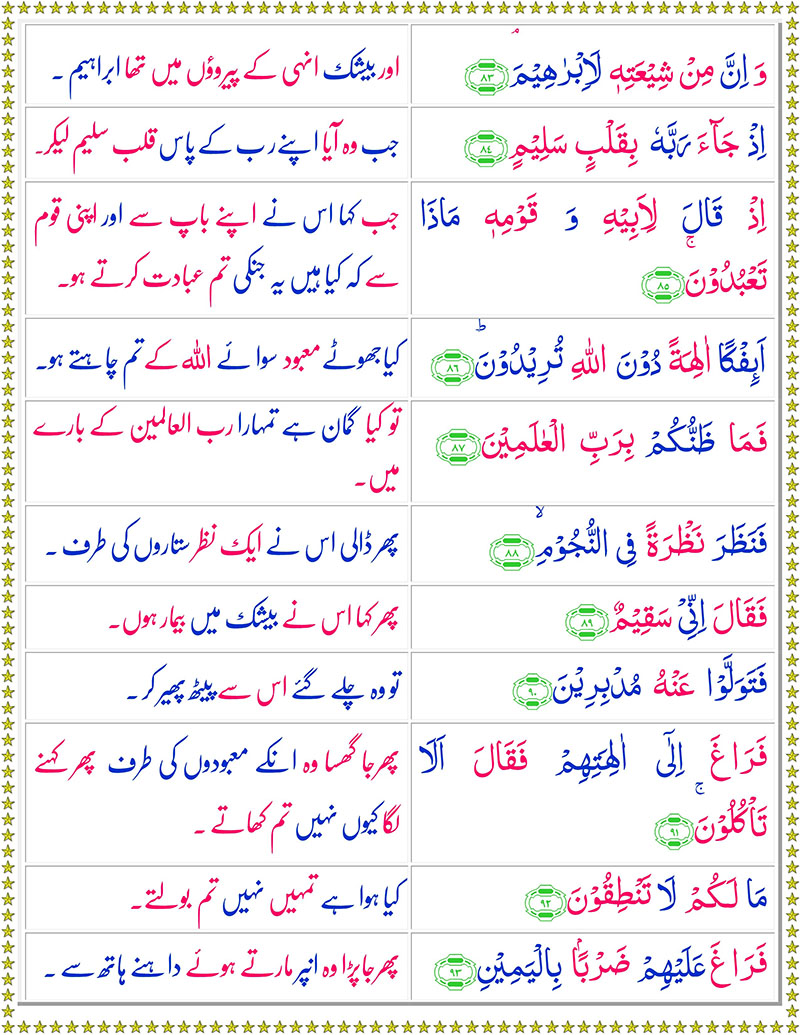 وَ اِنَّ مِنْ شِيْعَتِهٖ لَاِبْرٰهِيْمَ ۘ ﴿۸۳﴾
اور بیشک انہی کے پیروؤں میں تھا ابراہیم ۔
اِذْ جَآءَ رَبَّهٗ بِقَلْبٍ سَلِيْمٍ ﴿۸۴﴾
جب وہ آیا اپنے رب کے پاس قلب سلیم لیکر۔
اِذْ قَالَ لِاَبِيْهِ وَ قَوْمِهٖ مَاذَا
تَعْبُدُوْنَ ۚ ﴿۸۵﴾
جب کہا اس نے اپنے باپ سے اور اپنی قوم
سے کہ کیا ہیں یہ جنکی تم عبادت کرتے ہو۔
اَىِٕفْكًا اٰلِهَةً دُوْنَ اللّٰهِ تُرِيْدُوْنَ ؕ ﴿۸۶﴾
کیا جھوٹے معبود سوائے اللہ کے تم چاہتے ہو۔
فَمَا ظَنُّكُمْ بِرَبِّ الْعٰلَمِيْنَ ﴿۸۷﴾
تو کیا گمان ہے تمہارا رب العالمین کے بارے
میں ۔
فَنَظَرَ نَظْرَةً فِى النُّجُوْمِ ۙ ﴿۸۸﴾
پھر ڈالی اس نے ایک نظر ستاروں کی طرف ۔
فَقَالَ اِنِّىْ سَقِيْمٌ ﴿۸۹﴾
پھر کہا اس نے بیشک میں بیمار ہوں۔
فَتَوَلَّوْا عَنْهُ مُدْبِرِيْنَ ﴿۹۰﴾
تو وہ چلے گئے اس سے پیٹھ پھیر کر ۔
فَرَاغَ اِلٰٓى اٰلِهَتِهِمْ فَقَالَ اَلَا
تَاْكُلُوْنَ ۚ ﴿۹۱﴾
پھر جا گھسا وہ انکے معبودوں کی طرف پھر کہنے
لگا کیوں نہیں تم کھاتے ۔
مَا لَـكُمْ لَا تَنْطِقُوْنَ ﴿۹۲﴾
کیا ہوا ہے تمہیں نہیں تم بولتے۔
فَرَاغَ عَلَيْهِمْ ضَرْبًۢا بِالْيَمِيْنِ ﴿۹۳﴾
پھر جا پڑا وہ انپر مارتے ہوئے داہنے ہاتھ سے ۔